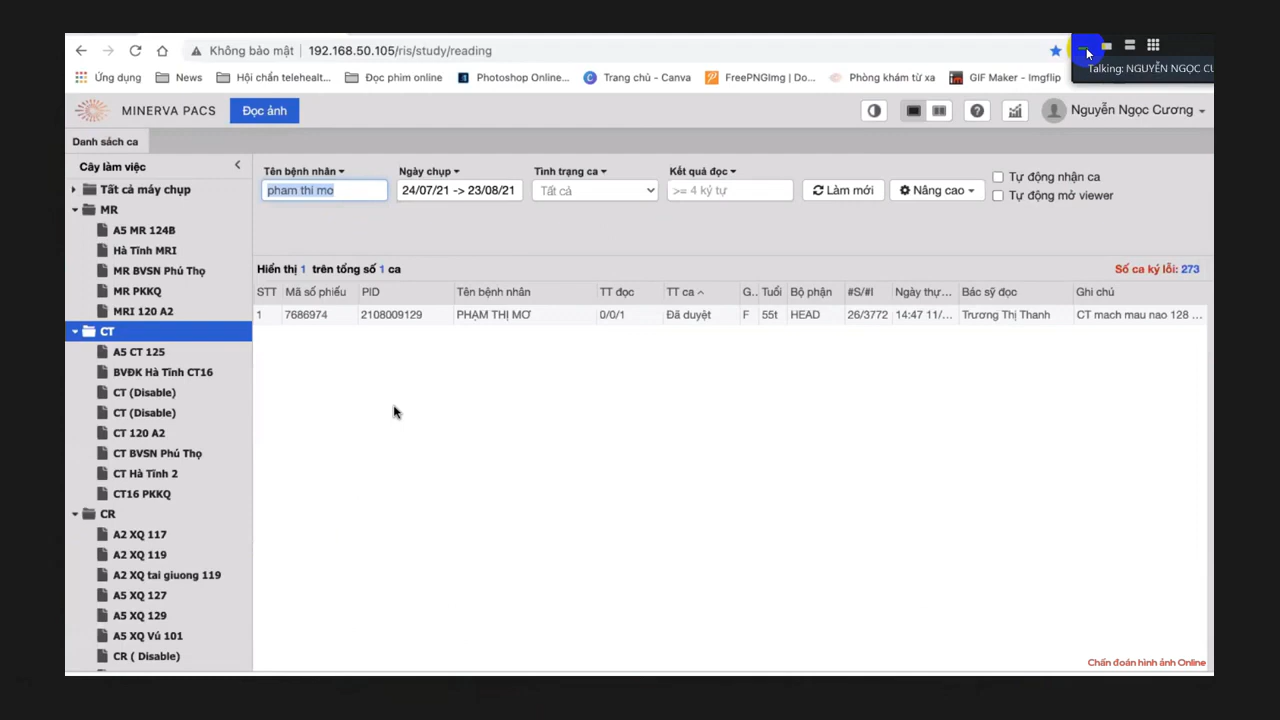 Không bảo mật | 192.168.50.105/ris/study/reading
Talking: NGUYỄN NGỌC CƯ
Ứng dụng News Hội chẩn telehealt... Đọc phim online Photoshop Online... Trang chủ - Canva FreePNGImg | Do... Phòng khám từ xa GIF Maker - Imgflip
MINERVA PACS Đọc ảnh Nguyễn Ngọc Cương
Danh sách ca
Cây làm việc
Tất cả máy chụp
MR
A5 MR 124B
Hà Tĩnh MRI
MR BVSN Phú Thọ
MR PKKQ
MRI 120 A2
CT
A5 CT 125
BVĐK Hà Tĩnh CT16
CT (Disable)
CT (Disable)
CT 120 A2
CT BVSN Phú Thọ
CT Hà Tĩnh 2
CT16 PKKQ
CR
A2 XQ 117
A2 XQ 119
A2 XQ tai giuong 119
A5 XQ 127
A5 XQ 129
A5 XQ Vú 101
CR ( Disable)
Tên bệnh nhân Ngày chụp Tình trạng ca Kết quả đọc
pham thi mo 24/07/21 -> 23/08/21 Tất cả >= 4 ký tự Làm mới Nâng cao
Tự động nhận ca
Tự động mở viewer
Hiển thị 1 trên tổng số 1 ca Số ca ký lỗi: 273
STT Mã số phiếu PID Tên bệnh nhân TT đọc TT ca G.. Tuổi Bộ phận #S/#I Ngày thự... Bác sỹ đọc Ghi chú
1 7686974 2108009129 PHẠM THỊ MƠ 0/0/1 Đã duyệt F 55t HEAD 26/3772 14:47 11/... Trương Thị Thanh CT mach mau nao 128 ...
Chẩn đoán hình ảnh Online